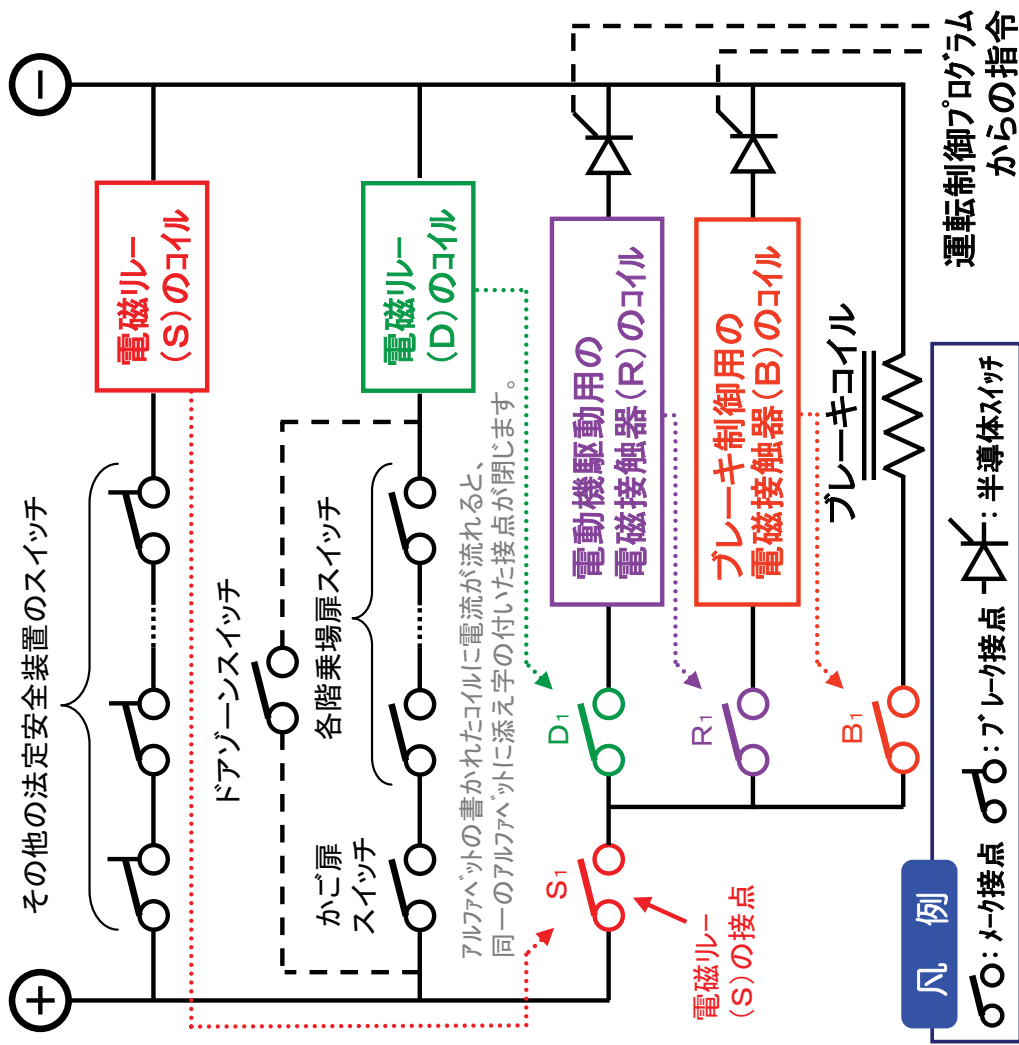 その他の法定安全装置のスイッチ
電磁リレー
(S)のコイル
ドアゾーンスイッチ
かご扉
スイッチ
各階乗場扉スイッチ
電磁リレー
(D)のコイル
アルファベットの書かれたコイルに電流が流れると、
同一のアルファベットに添え字の付いた接点が閉じます。
S1
D1
電動機駆動用の
電磁接触器(R)のコイル
電磁リレー
(S)の接点
R1
ブレーキ制御用の
電磁接触器(B)のコイル
B1
ブレーキコイル
運転制御プログラム
からの指令
凡 例
:メーク接点
:ブレーク接点
:半導体スイッチ
+
−